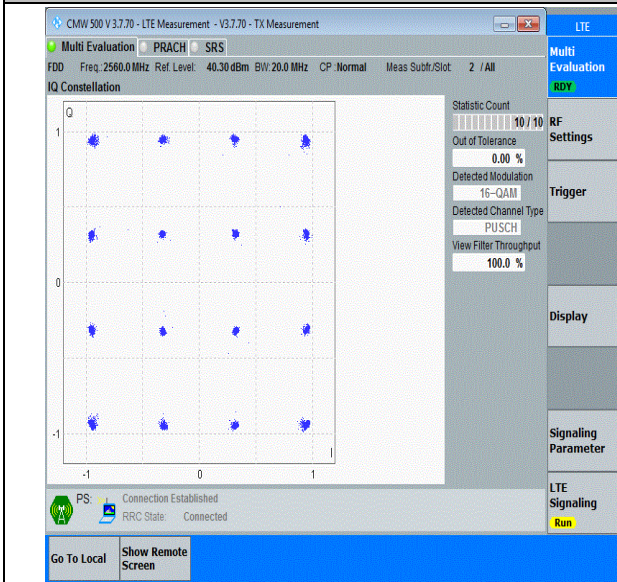 CMW 500 V 3.7.70 - LTE Measurement - V3.7.70 - TX Measurement
LTE
Multi Evaluation PRACH SRS
FDD Freq.:2560.0 MHz Ref. Level: 40.30 dBm BW: 20.0 MHz CP :Normal Meas Subfr./Slot: 2 / All
IQ Constellation
Q
1
0
-1
I
-1 0 1
Statistic Count
10 / 10
Out of Tolerance
0.00 %
Detected Modulation
16-QAM
Detected Channel Type
PUSCH
View Filter Throughput
100.0 %
Multi
Evaluation
RDY
RF
Settings
Trigger
Display
Signaling
Parameter
LTE
Signaling
Run
PS: Connection Established
RRC State: Connected
Go To Local
Show Remote
Screen